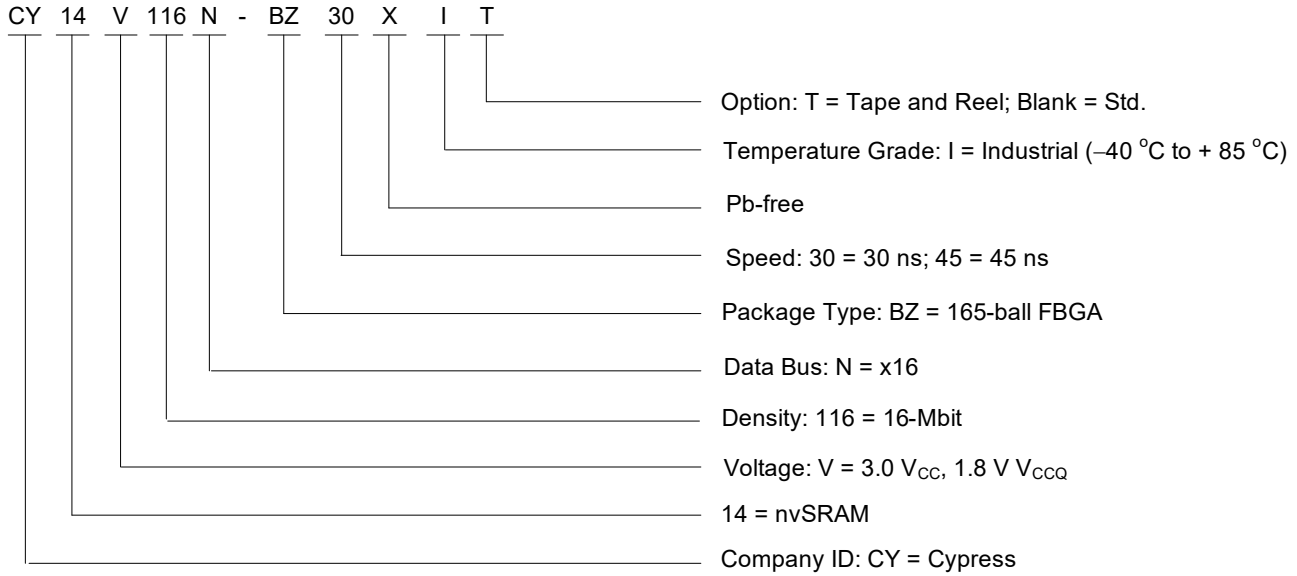 CY 14 V 116 N - BZ 30 X I T
Option: T = Tape and Reel; Blank = Std.
Temperature Grade: I = Industrial (–40 °C to + 85 °C)
Pb-free
Speed: 30 = 30 ns; 45 = 45 ns
Package Type: BZ = 165-ball FBGA
Data Bus: N = x16
Density: 116 = 16-Mbit
Voltage: V = 3.0 VCC, 1.8 V VCCQ
14 = nvSRAM
Company ID: CY = Cypress